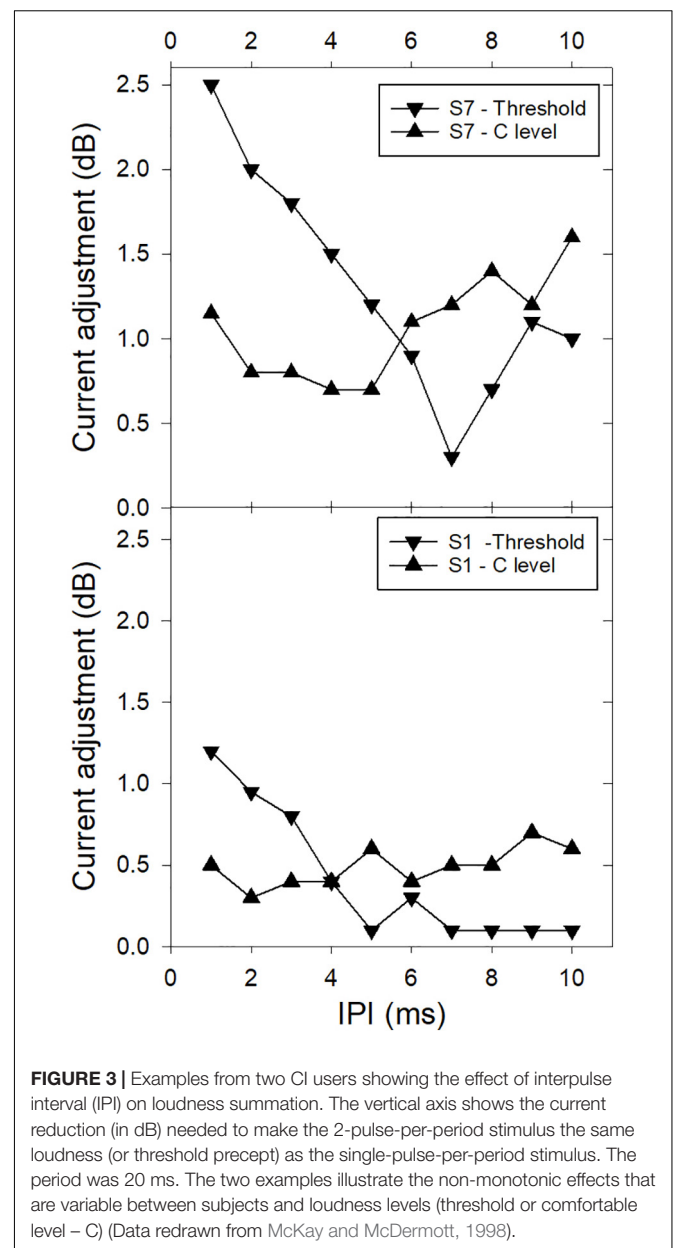 0 2 4 6 8 10
2.5
2.0
1.5
1.0
0.5
0.0
Current adjustment (dB)
S7 - Threshold
S7 - C level
2.5
2.0
1.5
1.0
0.5
0.0
Current adjustment (dB)
S1 -Threshold
S1 - C level
0 2 4 6 8 10
IPI (ms)
FIGURE 3 | Examples from two CI users showing the effect of interpulse
interval (IPI) on loudness summation. The vertical axis shows the current
reduction (in dB) needed to make the 2-pulse-per-period stimulus the same
loudness (or threshold precept) as the single-pulse-per-period stimulus. The
period was 20 ms. The two examples illustrate the non-monotonic effects that
are variable between subjects and loudness levels (threshold or comfortable
level – C) (Data redrawn from McKay and McDermott, 1998).